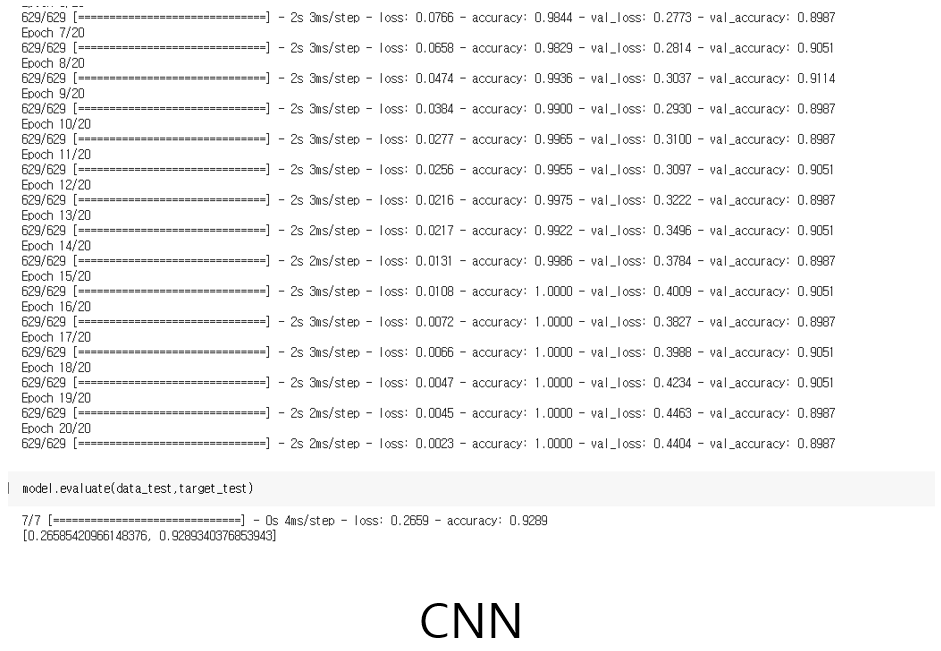 629/629 [==============================] - 2s 3ms/step - loss: 0.0766 - accuracy: 0.9844 - val_loss: 0.2773 - val_accuracy: 0.8987
Epoch 7/20
629/629 [==============================] - 2s 3ms/step - loss: 0.0658 - accuracy: 0.9829 - val_loss: 0.2814 - val_accuracy: 0.9051
Epoch 8/20
629/629 [==============================] - 2s 3ms/step - loss: 0.0474 - accuracy: 0.9936 - val_loss: 0.3037 - val_accuracy: 0.9114
Epoch 9/20
629/629 [==============================] - 2s 3ms/step - loss: 0.0384 - accuracy: 0.9900 - val_loss: 0.2930 - val_accuracy: 0.8987
Epoch 10/20
629/629 [==============================] - 2s 3ms/step - loss: 0.0277 - accuracy: 0.9965 - val_loss: 0.3100 - val_accuracy: 0.8987
Epoch 11/20
629/629 [==============================] - 2s 3ms/step - loss: 0.0256 - accuracy: 0.9955 - val_loss: 0.3097 - val_accuracy: 0.9051
Epoch 12/20
629/629 [==============================] - 2s 3ms/step - loss: 0.0216 - accuracy: 0.9975 - val_loss: 0.3222 - val_accuracy: 0.8987
Epoch 13/20
629/629 [==============================] - 2s 2ms/step - loss: 0.0217 - accuracy: 0.9922 - val_loss: 0.3496 - val_accuracy: 0.9051
Epoch 14/20
629/629 [==============================] - 2s 2ms/step - loss: 0.0131 - accuracy: 0.9986 - val_loss: 0.3784 - val_accuracy: 0.8987
Epoch 15/20
629/629 [==============================] - 2s 3ms/step - loss: 0.0108 - accuracy: 1.0000 - val_loss: 0.4009 - val_accuracy: 0.9051
Epoch 16/20
629/629 [==============================] - 2s 3ms/step - loss: 0.0072 - accuracy: 1.0000 - val_loss: 0.3827 - val_accuracy: 0.8987
Epoch 17/20
629/629 [==============================] - 2s 3ms/step - loss: 0.0066 - accuracy: 1.0000 - val_loss: 0.3988 - val_accuracy: 0.9051
Epoch 18/20
629/629 [==============================] - 2s 3ms/step - loss: 0.0047 - accuracy: 1.0000 - val_loss: 0.4234 - val_accuracy: 0.9051
Epoch 19/20
629/629 [==============================] - 2s 2ms/step - loss: 0.0045 - accuracy: 1.0000 - val_loss: 0.4463 - val_accuracy: 0.8987
Epoch 20/20
629/629 [==============================] - 2s 2ms/step - loss: 0.0023 - accuracy: 1.0000 - val_loss: 0.4404 - val_accuracy: 0.8987
model.evaluate(data_test,target_test)
7/7 [==============================] - 0s 4ms/step - loss: 0.2659 - accuracy: 0.9289
[0.26585420966148376, 0.9289340376853943]
CNN